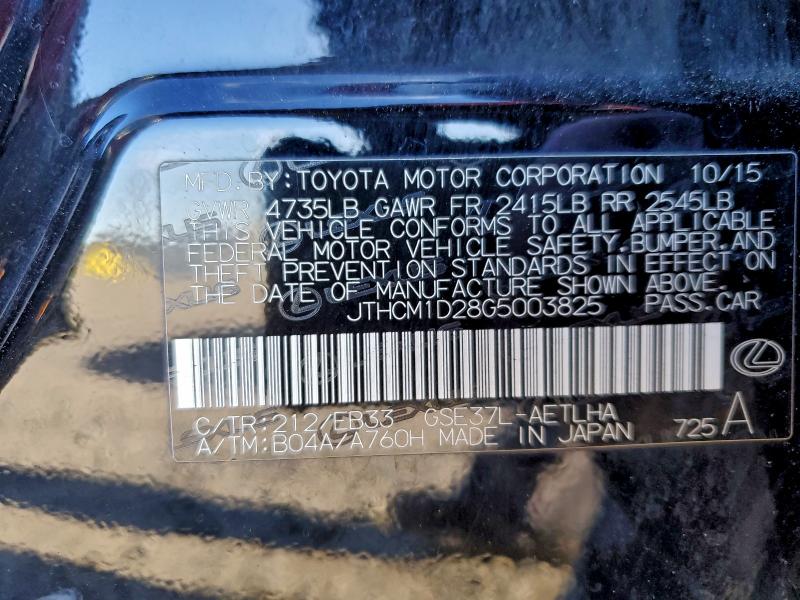 MFD. BY: TOYOTA MOTOR CORPORATION 10/15
GVWR 4735LB GAWR FR 2415LB RR 2545LB
THIS VEHICLE CONFORMS TO ALL APPLICABLE
FEDERAL MOTOR VEHICLE SAFETY, BUMPER, AND
THEFT PREVENTION STANDARDS IN EFFECT ON
THE DATE OF MANUFACTURE SHOWN ABOVE.
JTHCM1D28G5003825 PASS.CAR
C/TR:212/EB33 GSE37L-AETLHA
A/TM:B04A/A760H MADE IN JAPAN 725A